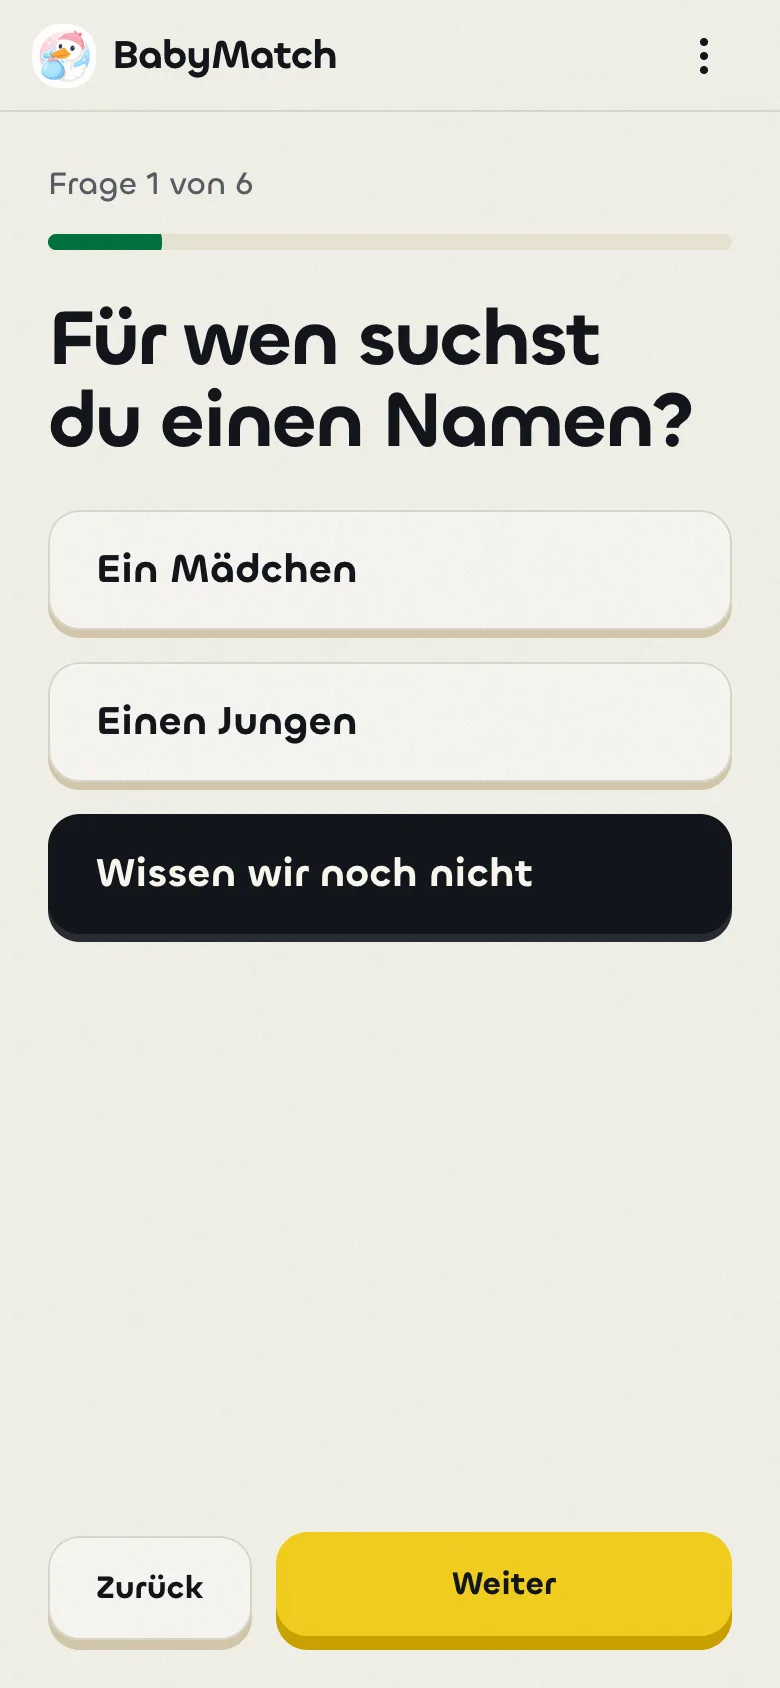 BabyMatch
Frage 1 von 6
Für wen suchst
du einen Namen?
Ein Mädchen
Einen Jungen
Wissen wir noch nicht
Zurück
Weiter